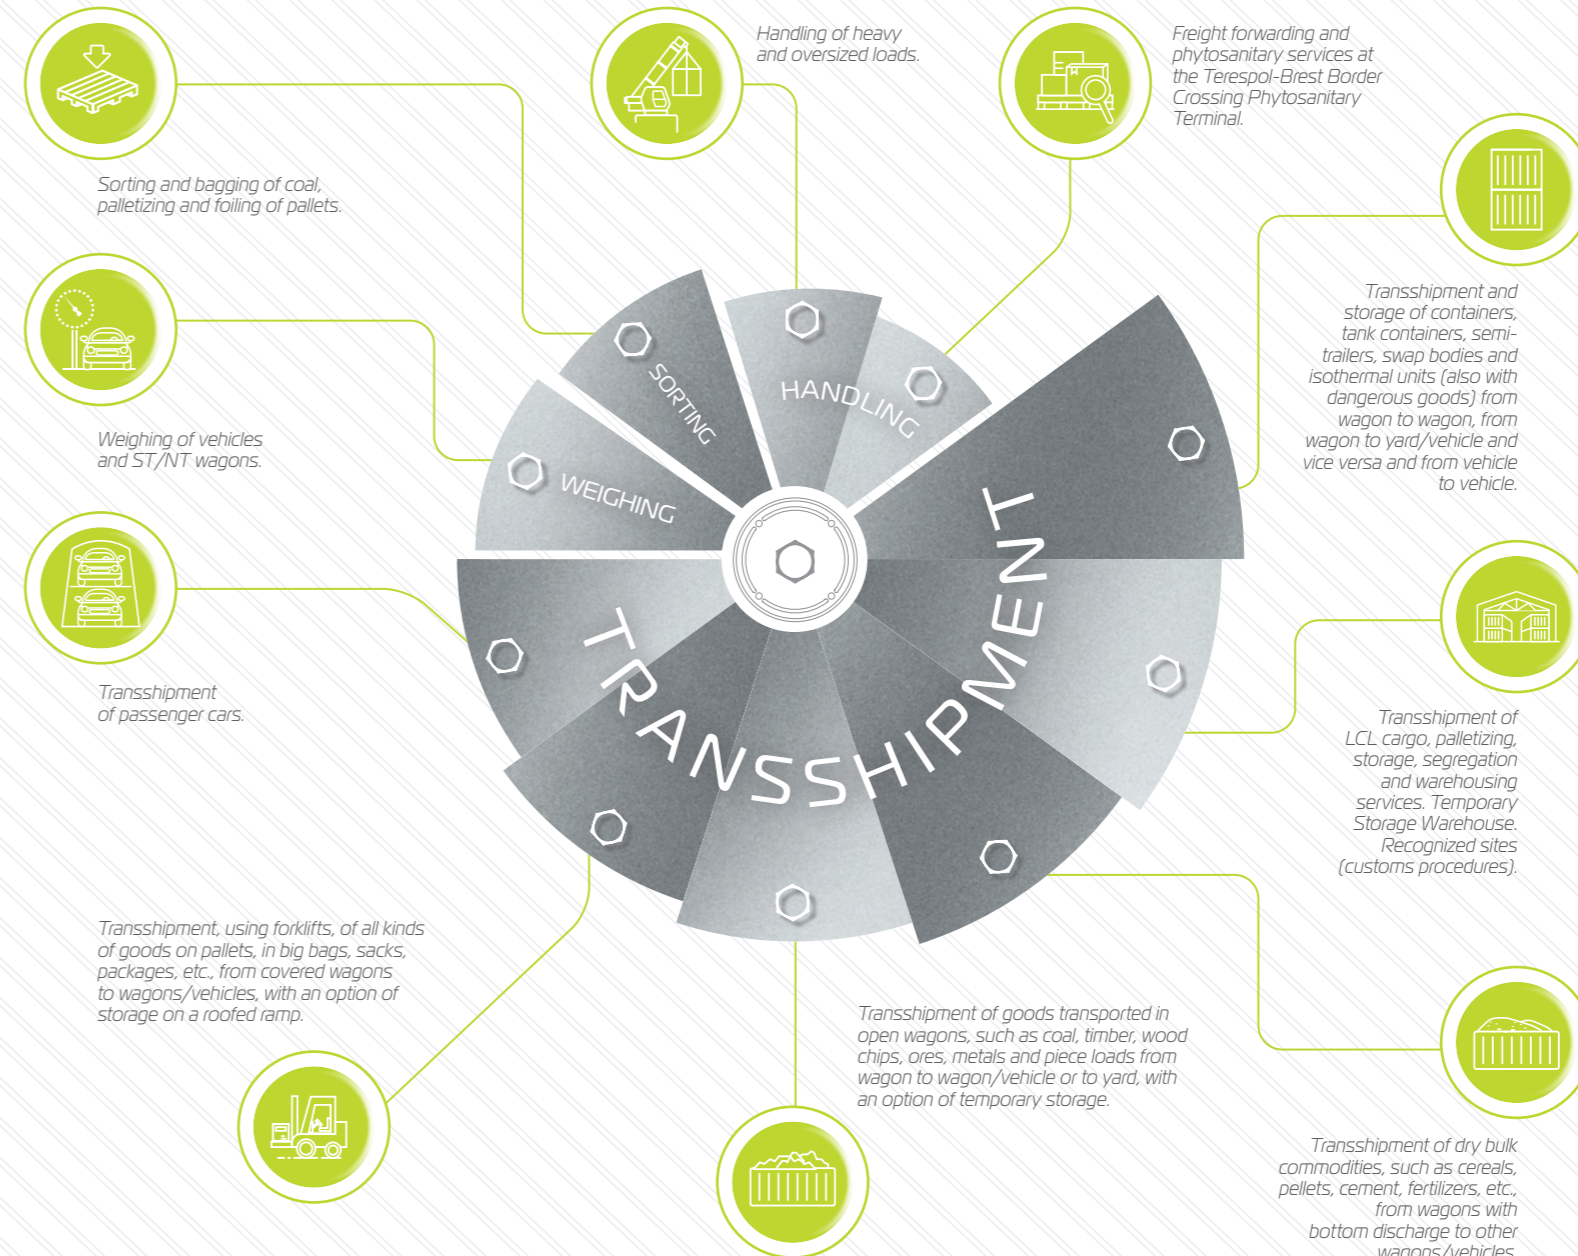 Handling of heavy
and oversized loads.
Freight forwarding and
phytosanitary services at
the Terespol-Brest Border
Crossing Phytosanitary
Terminal.
Sorting and bagging of coal,
palletizing and foiling of pallets.
Transshipment and
storage of containers,
tank containers, semi-
trailers, swap bodies and
isothermal units (also with
dangerous goods) from
wagon to wagon, from
wagon to yard/vehicle and
vice versa and from vehicle
to vehicle.
Weighing of vehicles
and ST/NT wagons.
SORTING
HANDLING
WEIGHING
TRANSSHIPMENT
Transshipment
of passenger cars.
Transshipment of
LCL cargo, palletizing,
storage, segregation
and warehousing
services. Temporary
Storage Warehouse.
Recognized sites
(customs procedures).
Transshipment, using forklifts, of all kinds
of goods on pallets, in big bags, sacks,
packages, etc., from covered wagons
to wagons/vehicles, with an option of
storage on a roofed ramp.
Transshipment of goods transported in
open wagons, such as coal, timber, wood
chips, ores, metals and piece loads from
wagon to wagon/vehicle or to yard, with
an option of temporary storage.
Transshipment of dry bulk
commodities, such as cereals,
pellets, cement, fertilizers, etc.,
from wagons with
bottom discharge to other
wagons/vehicles.